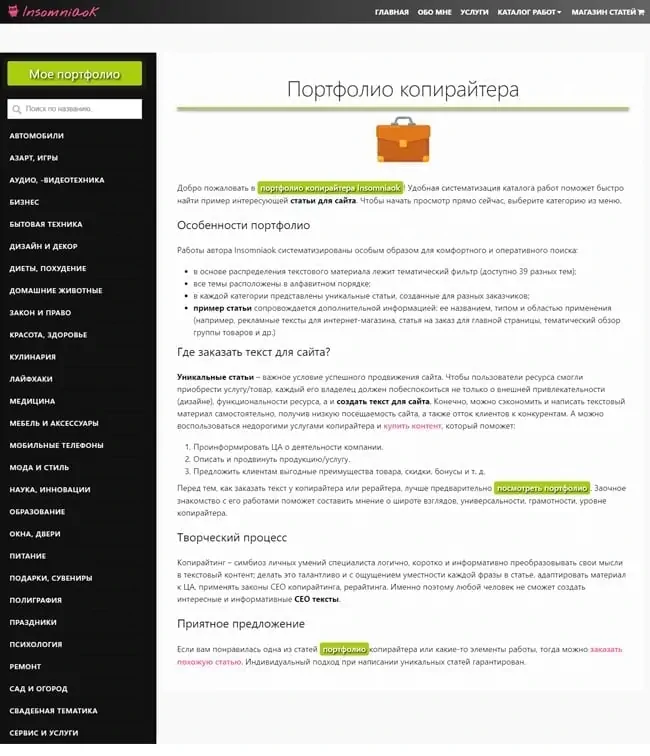 InsomniaoK
ГЛАВНАЯ ОБО МНЕ УСЛУГИ КАТАЛОГ РАБОТ МАГАЗИН СТАТЕЙ
Мое портфолио
Поиск по названию.
АВТОМОБИЛИ
АЗАРТ, ИГРЫ
АУДИО, -ВИДЕОТЕХНИКА
БИЗНЕС
БЫТОВАЯ ТЕХНИКА
ДИЗАЙН И ДЕКОР
ДИЕТЫ, ПОХУДЕНИЕ
ДОМАШНИЕ ЖИВОТНЫЕ
ЗАКОН И ПРАВО
КРАСОТА, ЗДОРОВЬЕ
КУЛИНАРИЯ
ЛАЙФХАКИ
МЕДИЦИНА
МЕБЕЛЬ И АКСЕССУАРЫ
МОБИЛЬНЫЕ ТЕЛЕФОНЫ
МОДА И СТИЛЬ
НАУКА, ИННОВАЦИИ
ОБРАЗОВАНИЕ
ОКНА, ДВЕРИ
ПИТАНИЕ
ПОДАРКИ, СУВЕНИРЫ
ПОЛИГРАФИЯ
ПРАЗДНИКИ
ПСИХОЛОГИЯ
РЕМОНТ
САД И ОГОРОД
СВАДЕБНАЯ ТЕМАТИКА
СЕРВИС И УСЛУГИ
Портфолио копирайтера
Добро пожаловать в портфолио копирайтера Insomniaok! Удобная систематизация каталога работ поможет быстро
найти пример интересующей статьи для сайта. Чтобы начать просмотр прямо сейчас, выберите категорию из меню.
Особенности портфолио
Работы автора Insomniaok систематизированы особым образом для комфортного и оперативного поиска:
• в основе распределения текстового материала лежит тематический фильтр (доступно 39 разных тем);
• все темы расположены в алфавитном порядке;
• в каждой категории представлены уникальные статьи, созданные для разных заказчиков;
• пример статьи сопровождается дополнительной информацией: ее названием, типом и областью применения
(например, рекламные тексты для интернет-магазина, статья на заказ для главной страницы, тематический обзор
группы товаров и др.)
Где заказать текст для сайта?
Уникальные статьи – важное условие успешного продвижения сайта. Чтобы пользователи ресурса смогли
приобрести услугу/товар, каждый его владелец должен побеспокоиться не только о внешней привлекательности
(дизайне), функциональности ресурса, а и создать текст для сайта. Конечно, можно сэкономить и написать текстовый
материал самостоятельно, получив низкую посещаемость сайта, а также отток клиентов к конкурентам. А можно
воспользоваться недорогими услугами копирайтера и купить контент, который поможет:
1. Проинформировать ЦА о деятельности компании.
2. Описать и продвинуть продукцию/услугу.
3. Предложить клиентам выгодные преимущества товара, скидки, бонусы и т. д.
Перед тем, как заказать текст у копирайтера или рерайтера, лучше предварительно посмотреть портфолио. Заочное
знакомство с его работами поможет составить мнение о широте взглядов, универсальности, грамотности, уровне
копирайтера.
Творческий процесс
Копирайтинг – симбиоз личных умений специалиста логично, коротко и информативно преобразовывать свои мысли
в текстовый контент; делать это талантливо и с ощущением уместности каждой фразы в статье, адаптировать материал
к ЦА, применять законы СЕО копирайтинга, рерайтинга. Именно поэтому любой человек не сможет создать
интересные и информативные СЕО тексты.
Приятное предложение
Если вам понравилась одна из статей портфолио копирайтера или какие-то элементы работы, тогда можно заказать
похожую статью. Индивидуальный подход при написании уникальных статей гарантирован.